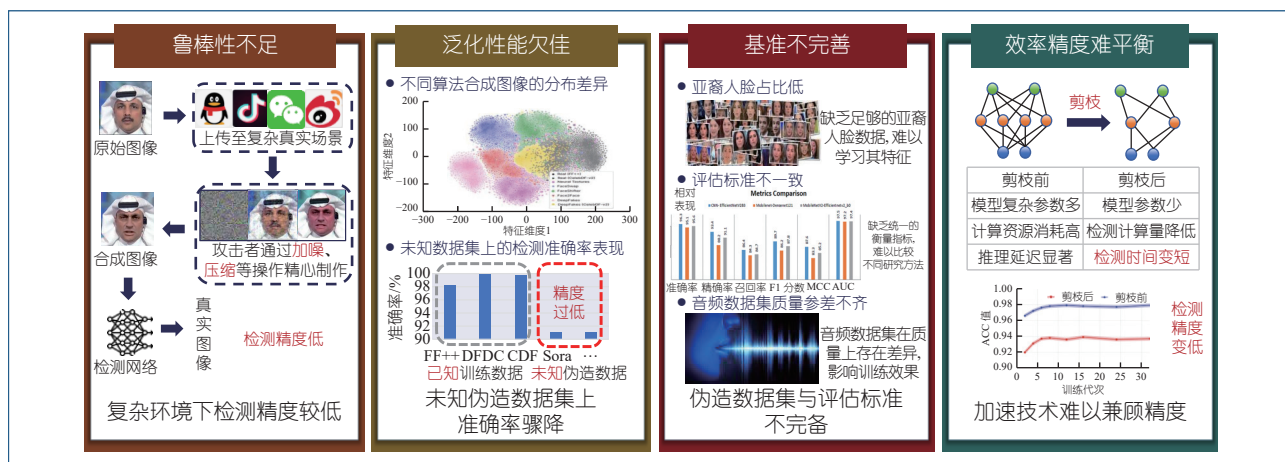 鲁棒性不足
原始图像
上传至复杂真实场景
合成图像
攻击者通过加噪、
压缩等操作精心制作
检测网络
真实图像
检测精度低
复杂环境下检测精度较低
泛化性能欠佳
不同算法合成图像的分布差异
特征维度2
200
100
0
−100
−200
−300 −200 −100 0 100 200 300
特征维度1
未知数据集上的检测准确率表现
准确率/%
100
98
96
94
92
90
精度
过低
FF++ DFDC CDF Sora …
已知训练数据 未知伪造数据
未知伪造数据集上
准确率骤降
基准不完善
亚裔人脸占比低
缺乏足够的亚裔
人脸数据,难以
学习其特征
评估标准不一致
相对
表现
Metrics Comparison
缺乏统一的
衡量指标,
难以比较
不同研究方法
准确率 精确率 召回率 F1 分数 MCC AUC
音频数据集质量参差不齐
音频数据集在质
量上存在差异,
影响训练效果
伪造数据集与评估标准
不完备
效率精度难平衡
剪枝
剪枝前 剪枝后
模型复杂参数多 模型参数少
计算资源消耗高 检测计算量降低
推理延迟显著 检测时间变短
ACC 值
1.00
0.98
0.96
0.94
0.92
0.90
剪枝后 剪枝前
0 5 10 15 20 25 30
训练代次
检测
精度
变低
加速技术难以兼顾精度